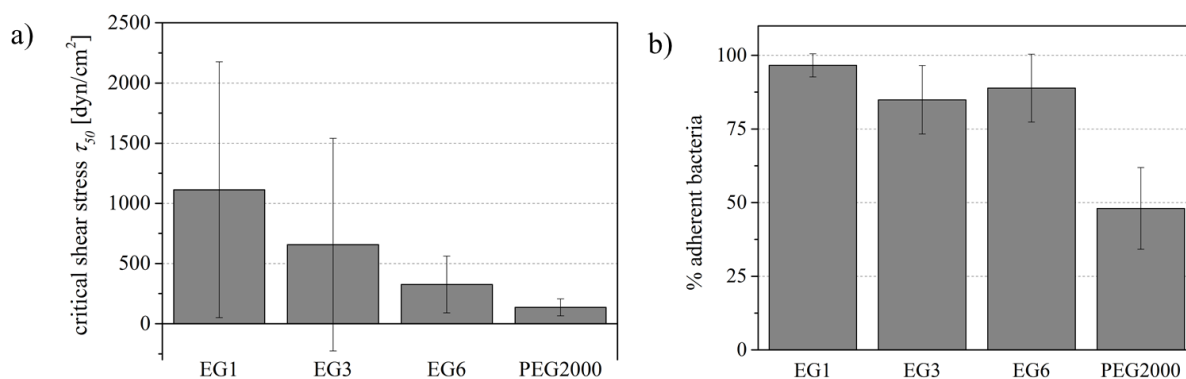 a)
critical shear stress τ50 [dyn/cm2]
2500
2000
1500
1000
500
0
EG1 EG3 EG6 PEG2000
b)
% adherent bacteria
100
75
50
25
0
EG1 EG3 EG6 PEG2000